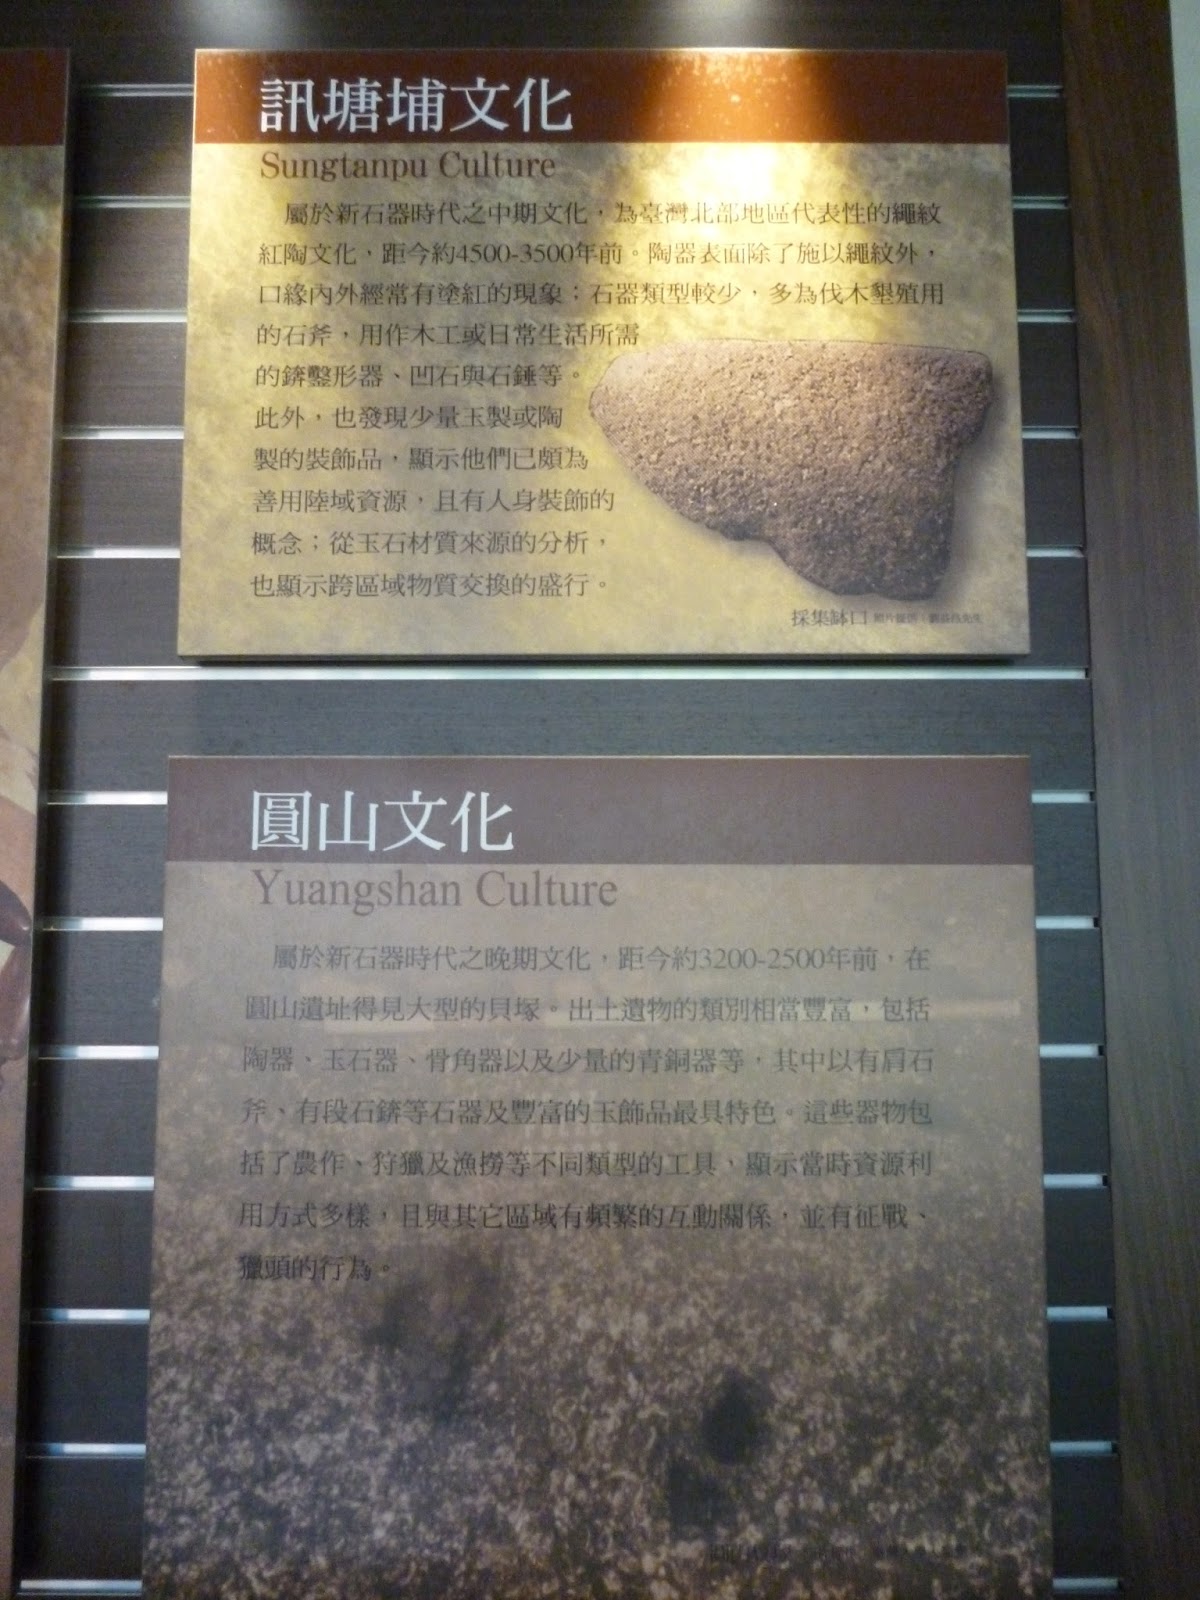 訊塘埔文化
Sungtanpu Culture
屬於新石器時代之中期文化，為臺灣北部地區代表性的繩紋
紅陶文化，距今約4500-3500年前。陶器表面除了施以繩紋外，
口緣內外經常有塗紅的現象；石器類型較少，多為伐木墾殖用
的石斧，用作木工或日常生活所需
的錛鑿形器、凹石與石錘等。
此外，也發現少量玉製或陶
製的裝飾品，顯示他們已頗為
善用陸域資源，且有人身裝飾的
概念；從玉石材質來源的分析，
也顯示跨區域物質交換的盛行。
採集缽口
圓山文化
Yuangshan Culture
屬於新石器時代之晚期文化，距今約3200-2500年前，在
圓山遺址得見大型的貝塚。出土遺物的類別相當豐富，包括
陶器、玉石器、骨角器以及少量的青銅器等，其中以有肩石
斧、有段石錛等石器及豐富的玉飾品最具特色。這些器物包
括了農作、狩獵及漁撈等不同類型的工具，顯示當時資源利
用方式多樣，且與其它區域有頻繁的互動關係，並有征戰、
獵頭的行為。